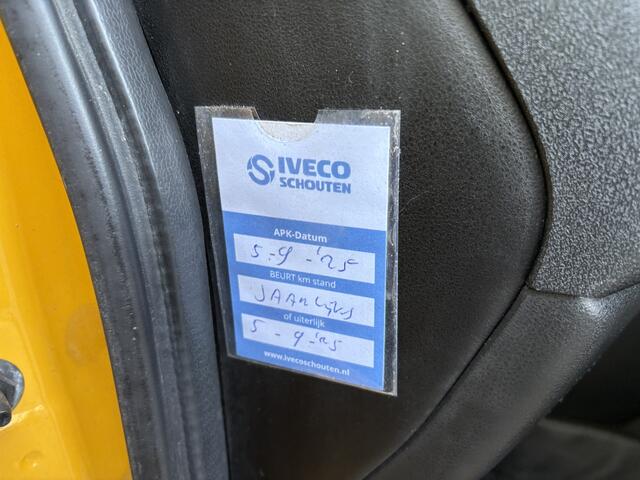 IVECO
SCHOUTEN
APK-Datum
5-9-'25
BEURT km stand
JAARLIJKS
of uiterlijk
5-9-'25
www.ivecoschouten.nl